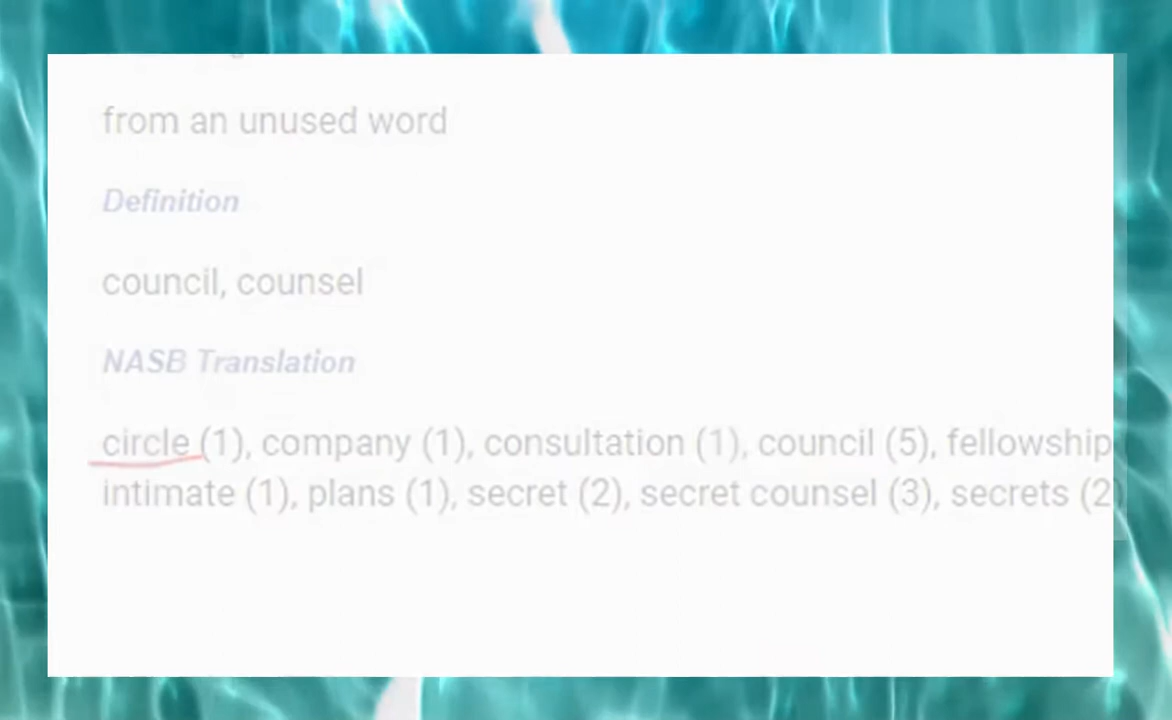 from an unused word
Definition
council, counsel
NASB Translation
circle (1), company (1), consultation (1), council (5), fellowship
intimate (1), plans (1), secret (2), secret counsel (3), secrets (2)